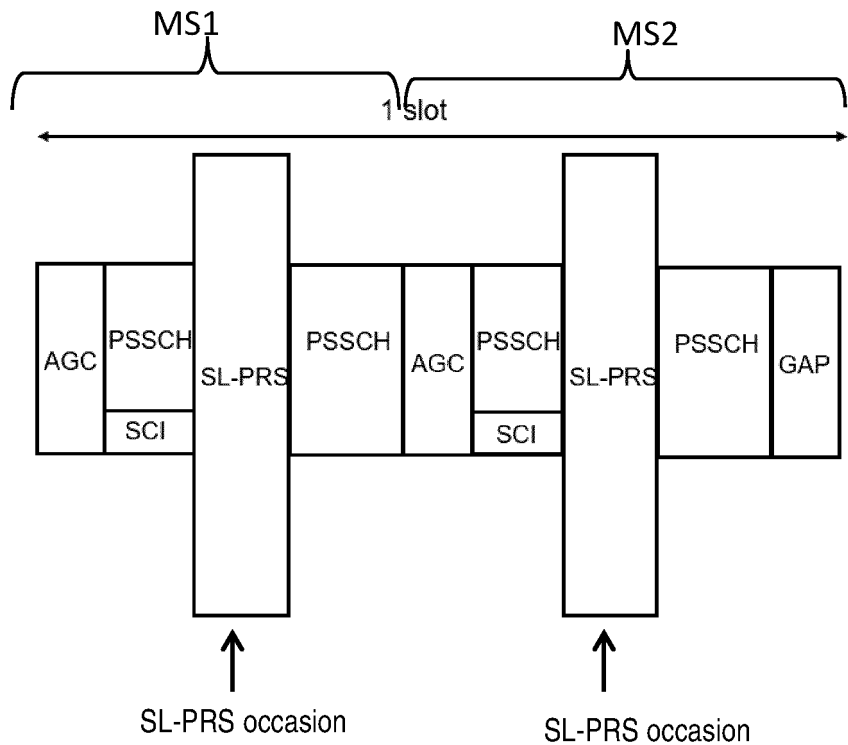 MS1
MS2
1 slot
AGC
PSSCH
SCI
SL-PRS
PSSCH
AGC
PSSCH
SCI
SL-PRS
PSSCH
GAP
SL-PRS occasion
SL-PRS occasion